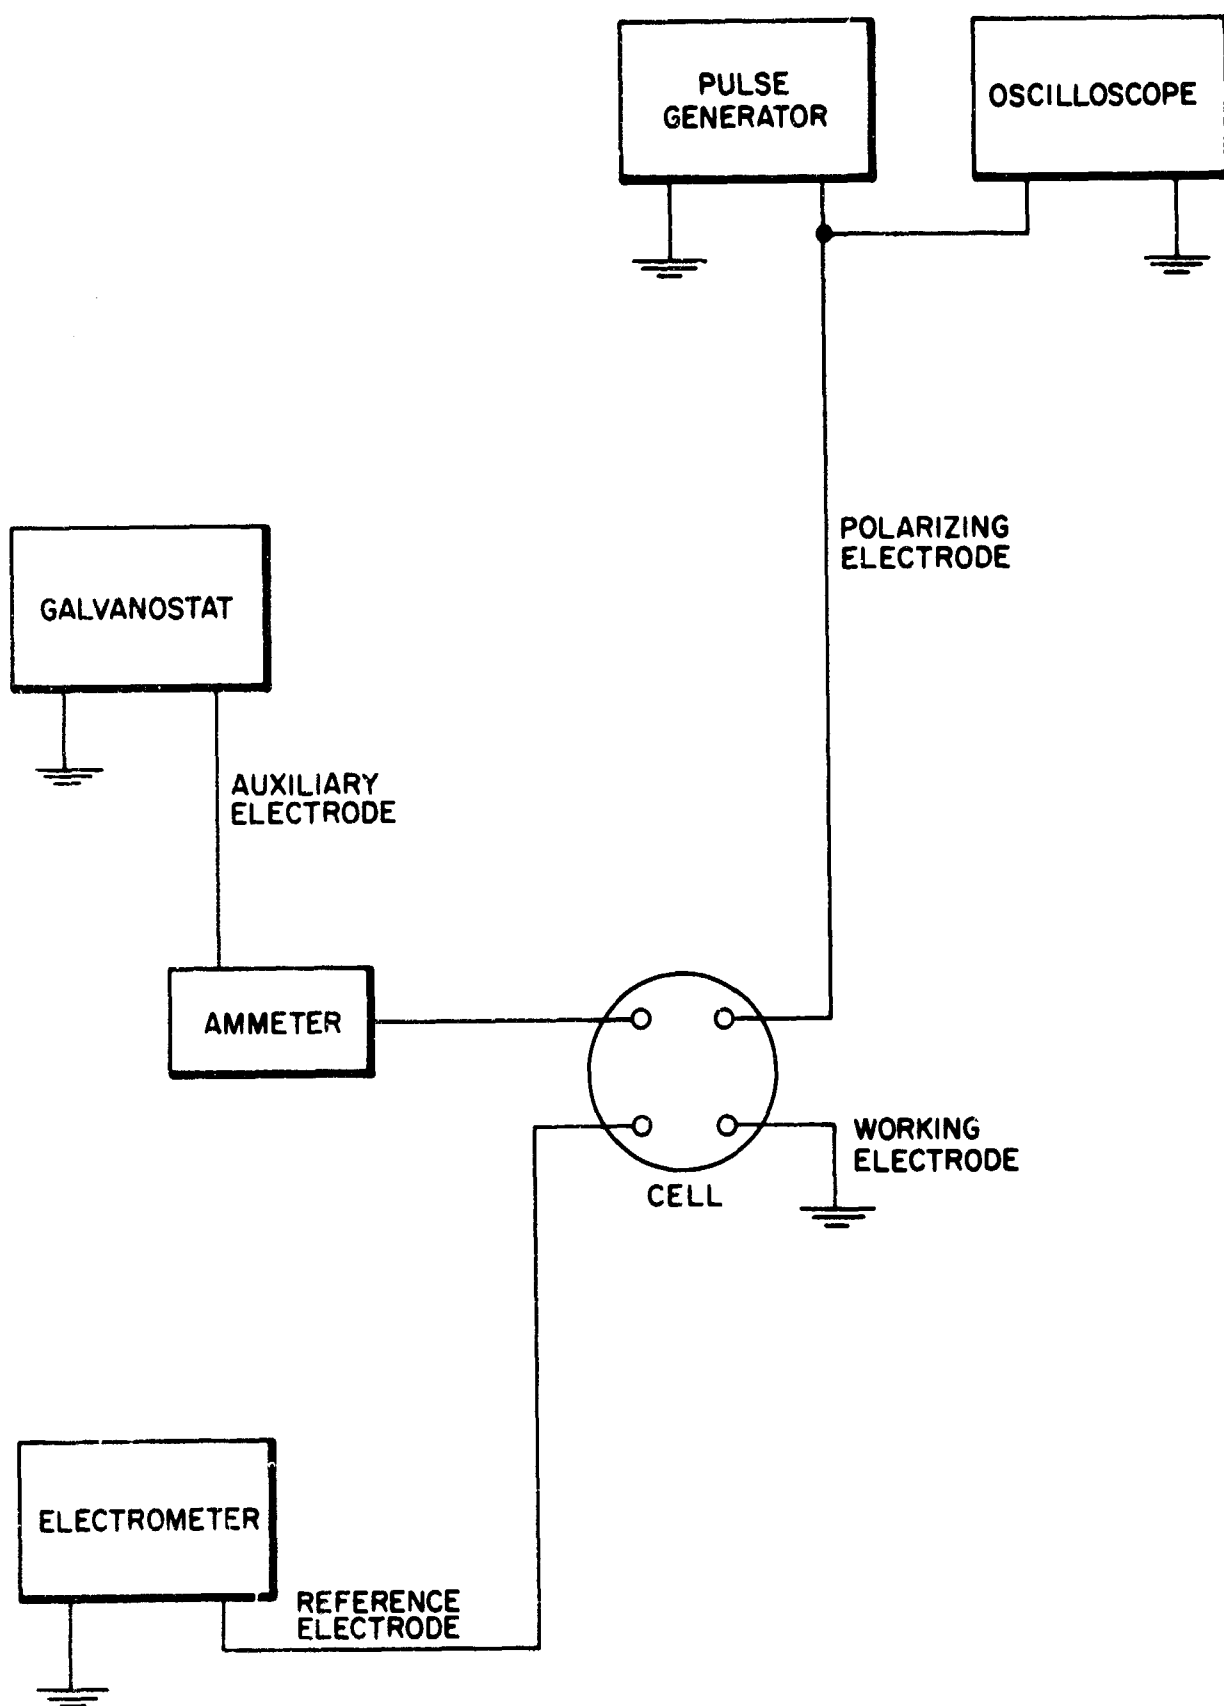 PULSE
GENERATOR
OSCILLOSCOPE
POLARIZING
ELECTRODE
GALVANOSTAT
AUXILIARY
ELECTRODE
AMMETER
WORKING
ELECTRODE
CELL
ELECTROMETER
REFERENCE
ELECTRODE